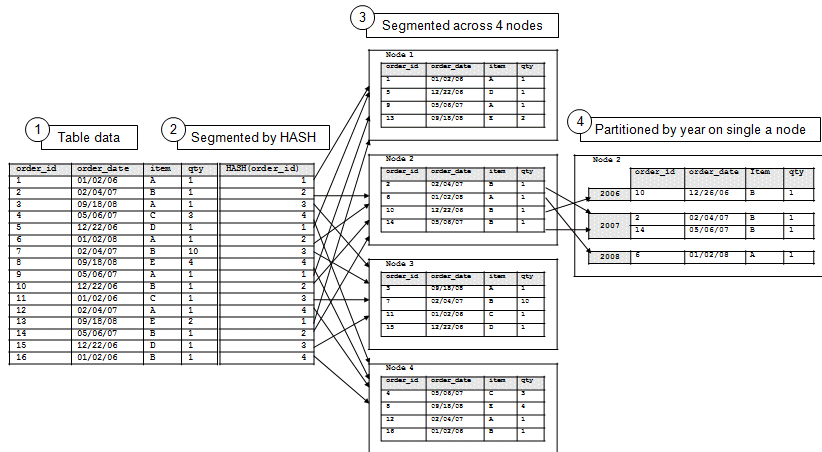 1 Table data
2 Segmented by HASH
order_id order_date item qty HASH(order_id)
1 01/02/06 A 1 1
2 02/04/07 B 1 2
3 09/18/08 A 1 3
4 05/06/07 C 3 4
5 12/22/06 D 1 1
6 01/02/08 A 1 2
7 02/04/07 B 10 3
8 09/18/08 E 4 4
9 05/06/07 A 1 1
10 12/22/06 B 1 2
11 01/02/06 C 1 3
12 02/04/07 A 1 4
13 09/18/08 E 2 1
14 05/06/07 B 1 2
15 12/22/06 D 1 3
16 01/02/06 B 1 4
3 Segmented across 4 nodes
Node 1
order_id order_date item qty
1 01/02/06 A 1
5 12/22/06 D 1
9 05/06/07 A 1
13 09/18/08 E 2
Node 2
order_id order_date item qty
2 02/04/07 B 1
6 01/02/08 A 1
10 12/22/06 B 1
14 05/06/07 B 1
Node 3
order_id order_date item qty
3 09/18/08 A 1
7 02/04/07 B 10
11 01/02/06 C 1
15 12/22/06 D 1
Node 4
order_id order_date item qty
4 05/06/07 C 3
8 09/18/08 E 4
12 02/04/07 A 1
16 01/02/06 B 1
4 Partitioned by year on single a node
Node 2
order_id order_date Item qty
2006 10 12/26/06 B 1
2007
2 02/04/07 B 1
14 05/06/07 B 1
2008 6 01/02/08 A 1